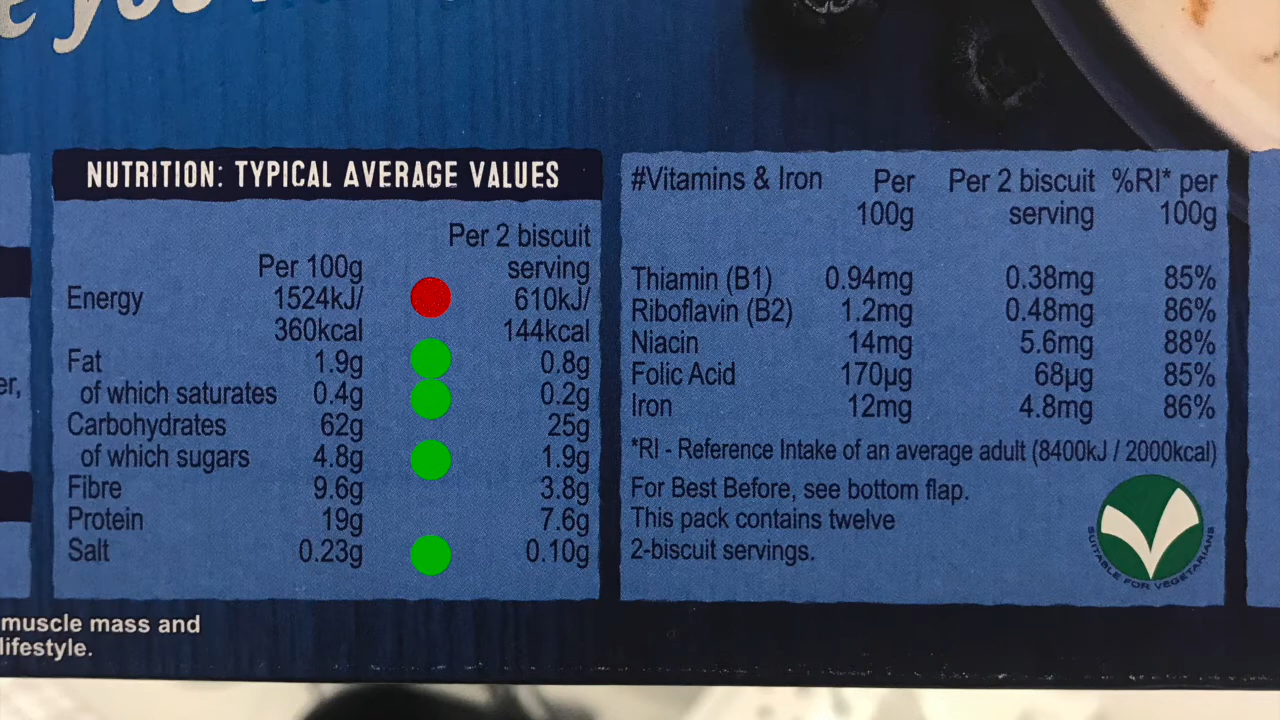 NUTRITION: TYPICAL AVERAGE VALUES
Per 2 biscuit
Per 100g serving
Energy 1524kJ/ 610kJ/
360kcal 144kcal
Fat 1.9g 0.8g
of which saturates 0.4g 0.2g
Carbohydrates 62g 25g
of which sugars 4.8g 1.9g
Fibre 9.6g 3.8g
Protein 19g 7.6g
Salt 0.23g 0.10g
#Vitamins & Iron Per Per 2 biscuit %RI* per
100g serving 100g
Thiamin (B1) 0.94mg 0.38mg 85%
Riboflavin (B2) 1.2mg 0.48mg 86%
Niacin 14mg 5.6mg 88%
Folic Acid 170µg 68µg 85%
Iron 12mg 4.8mg 86%
*RI - Reference Intake of an average adult (8400kJ / 2000kcal)
For Best Before, see bottom flap.
This pack contains twelve
2-biscuit servings.
SUITABLE FOR VEGETARIANS
muscle mass and
lifestyle.